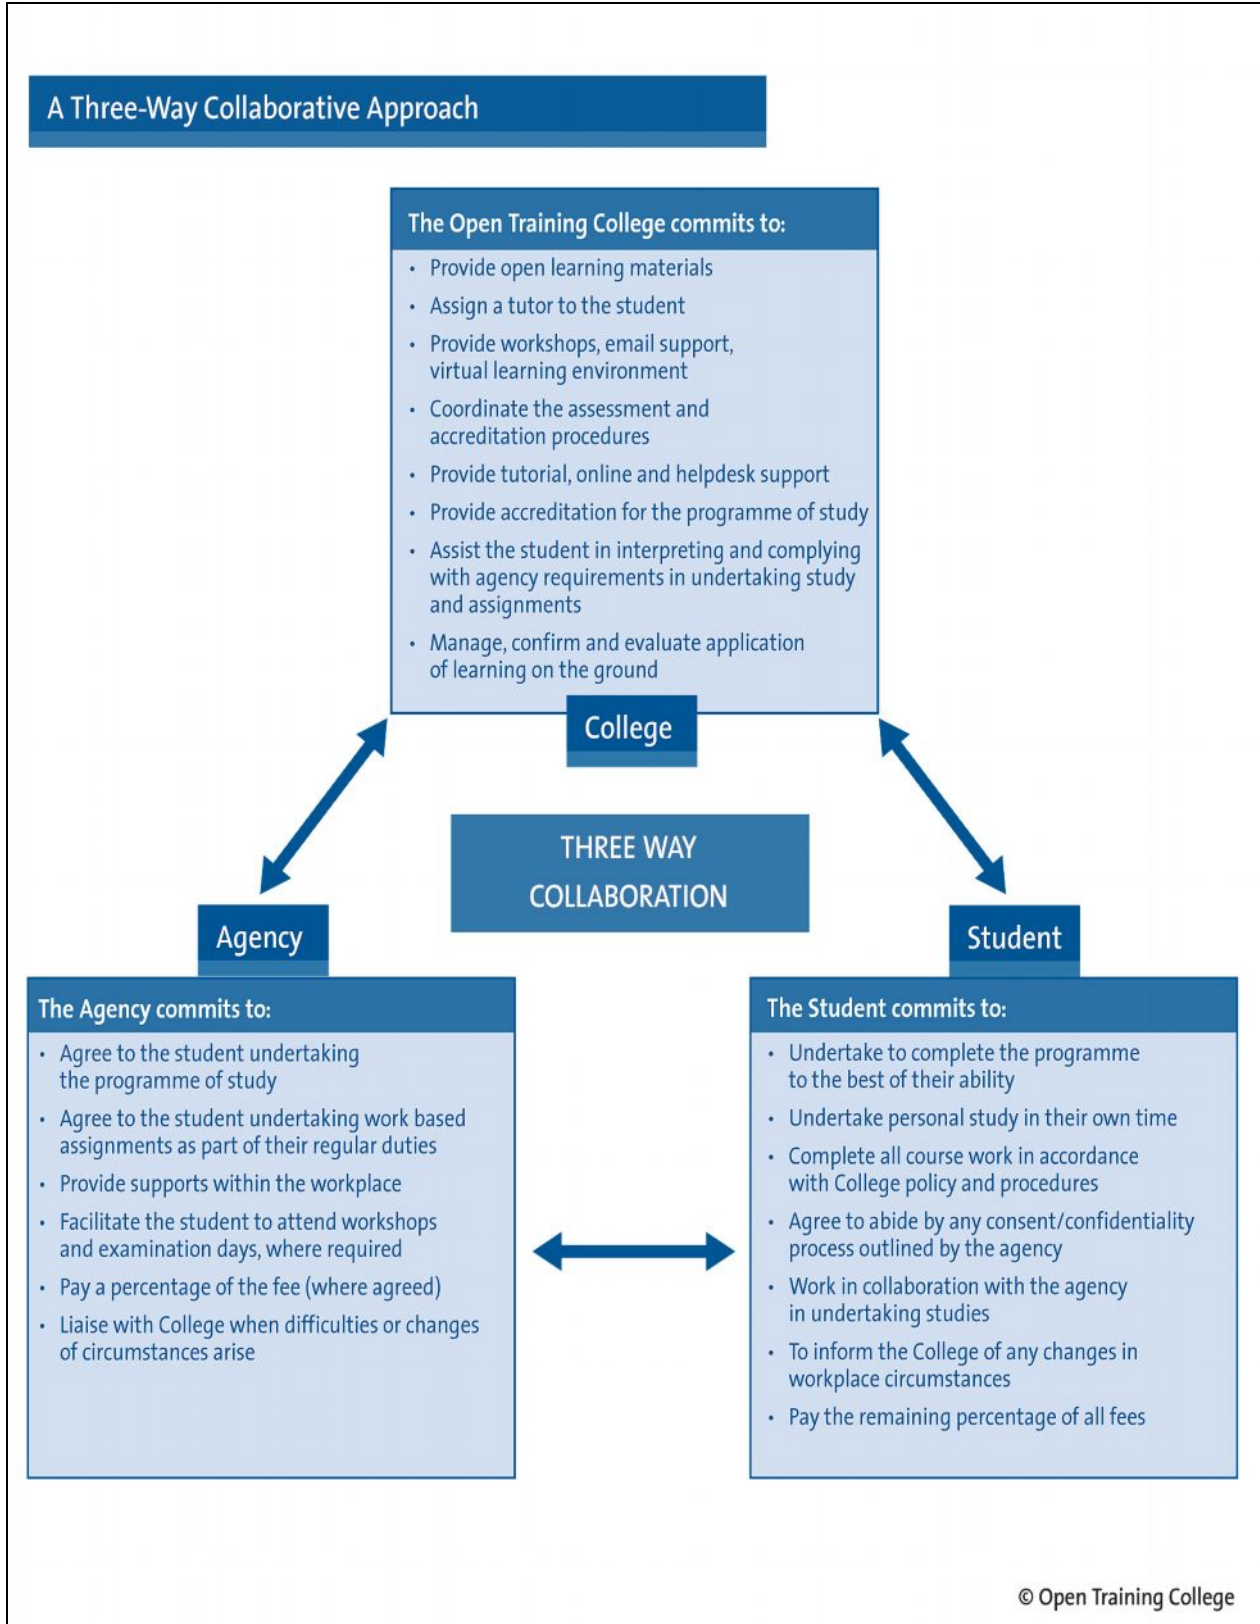 A Three-Way Collaborative Approach
The Open Training College commits to:
• Provide open learning materials
• Assign a tutor to the student
• Provide workshops, email support,
virtual learning environment
• Coordinate the assessment and
accreditation procedures
• Provide tutorial, online and helpdesk support
• Provide accreditation for the programme of study
• Assist the student in interpreting and complying
with agency requirements in undertaking study
and assignments
• Manage, confirm and evaluate application
of learning on the ground
College
THREE WAY
COLLABORATION
Agency
The Agency commits to:
• Agree to the student undertaking
the programme of study
• Agree to the student undertaking work based
assignments as part of their regular duties
• Provide supports within the workplace
• Facilitate the student to attend workshops
and examination days, where required
• Pay a percentage of the fee (where agreed)
• Liaise with College when difficulties or changes
of circumstances arise
Student
The Student commits to:
• Undertake to complete the programme
to the best of their ability
• Undertake personal study in their own time
• Complete all course work in accordance
with College policy and procedures
• Agree to abide by any consent/confidentiality
process outlined by the agency
• Work in collaboration with the agency
in undertaking studies
• To inform the College of any changes in
workplace circumstances
• Pay the remaining percentage of all fees
© Open Training College